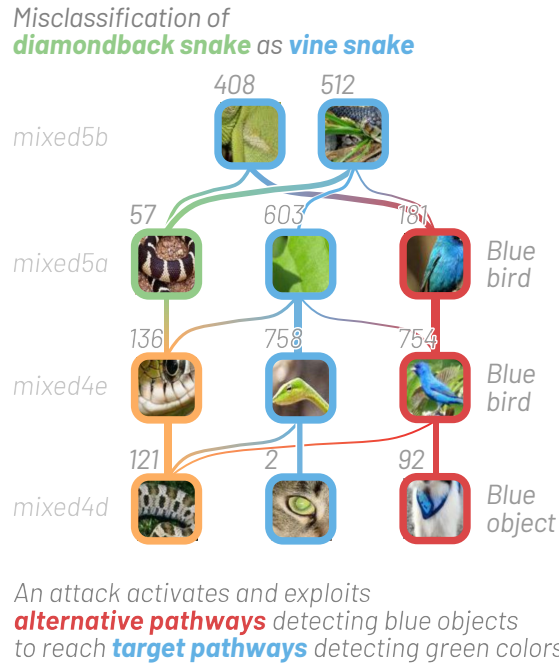 Misclassification of
diamondback snake as vine snake
408 512
mixed5b
57 603 181
mixed5a
Blue
bird
136 758 754
mixed4e
Blue
bird
121 2 92
mixed4d
Blue
object
An attack activates and exploits
alternative pathways detecting blue objects
to reach target pathways detecting green colors